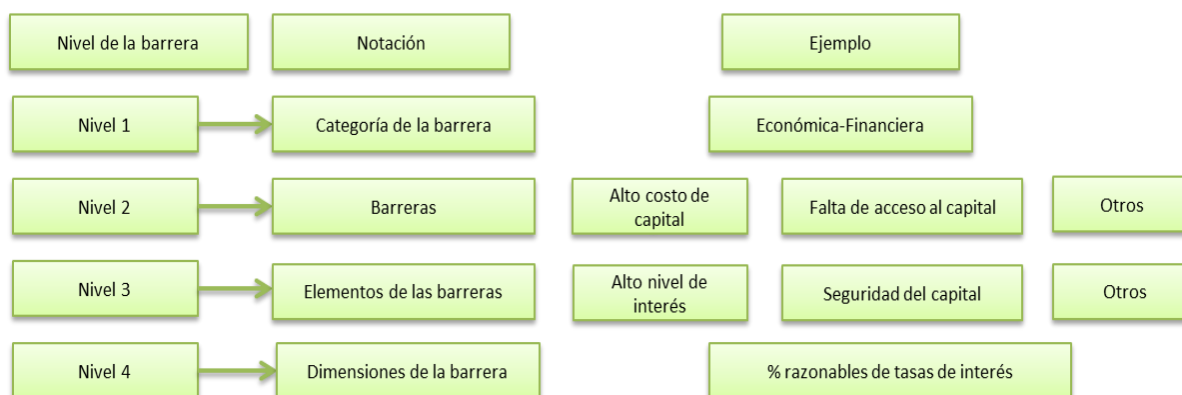 Nivel de la barrera
Notación
Ejemplo
Nivel 1
Categoría de la barrera
Económica-Financiera
Nivel 2
Barreras
Alto costo de
capital
Falta de acceso al capital
Otros
Nivel 3
Elementos de las barreras
Alto nivel de
interés
Seguridad del capital
Otros
Nivel 4
Dimensiones de la barrera
% razonables de tasas de interés